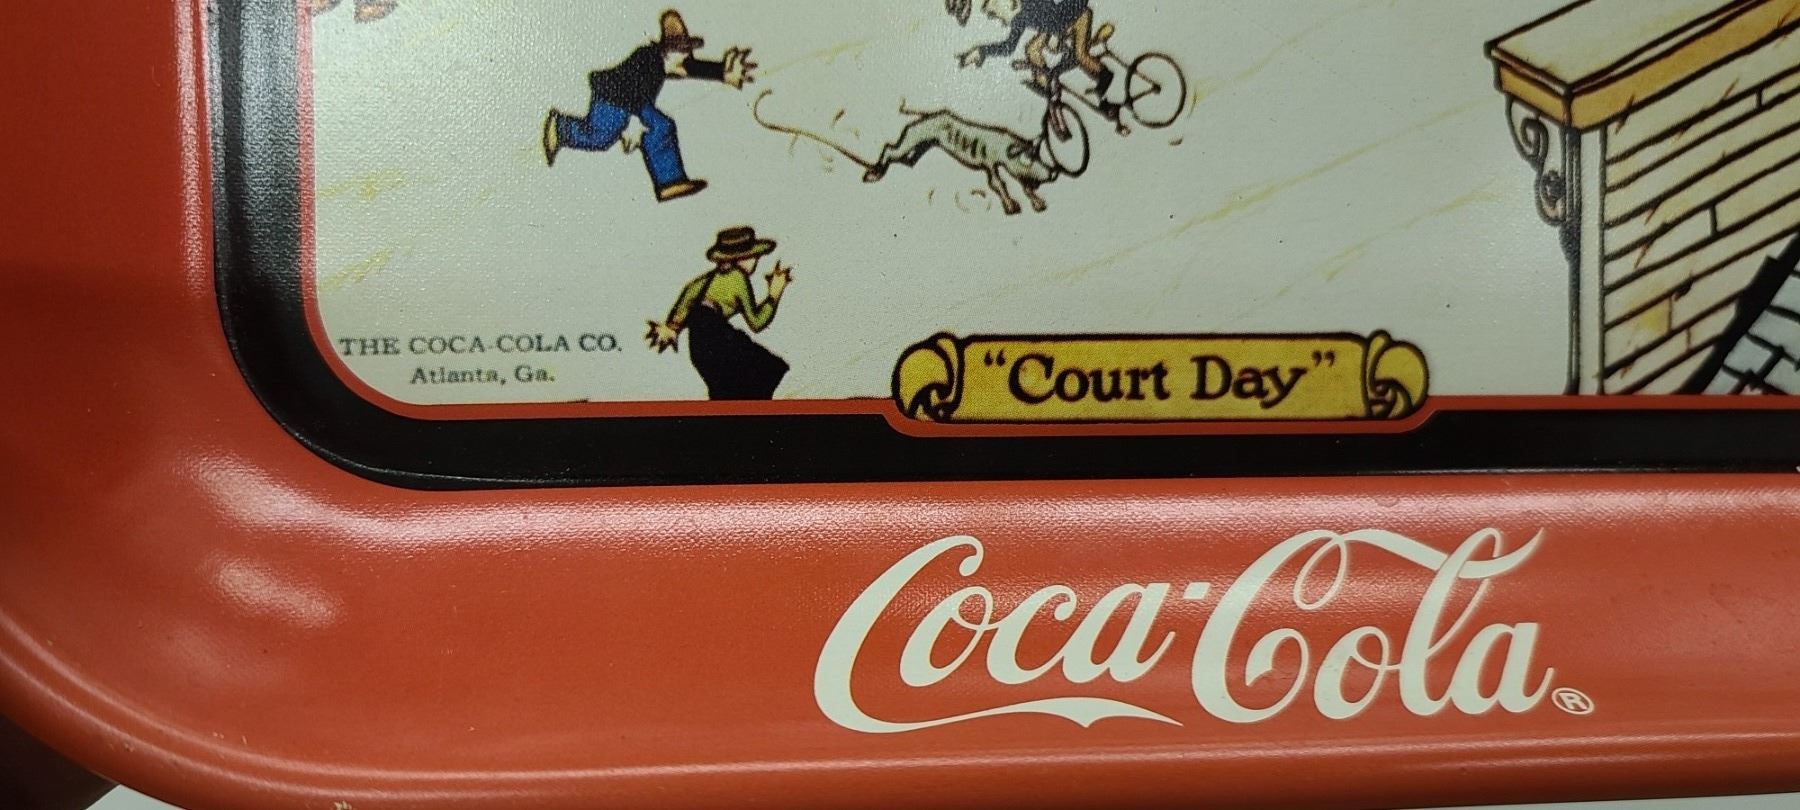 THE COCA-COLA CO.
Atlanta, Ga.
"Court Day"
Coca-Cola®